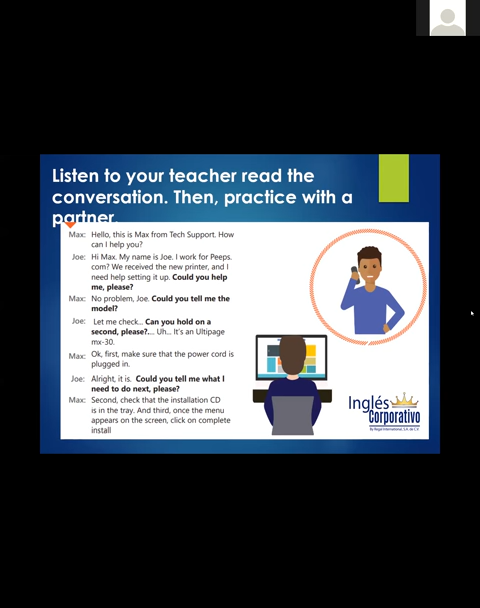 Listen to your teacher read the
conversation. Then, practice with a
partner.
Max: Hello, this is Max from Tech Support. How
can I help you?
Joe: Hi Max. My name is Joe. I work for Peeps.
com? We received the new printer, and I
need help setting it up. Could you help
me, please?
Max: No problem, Joe. Could you tell me the
model?
Joe: Let me check... Can you hold on a
second, please?.... Uh... It's an Ultipage
mx-30.
Max: Ok, first, make sure that the power cord is
plugged in.
Joe: Alright, it is. Could you tell me what I
need to do next, please?
Max: Second, check that the installation CD
is in the tray. And third, once the menu
appears on the screen, click on complete
install
Inglés
Corporativo
By Regal International, S.A. de C.V.